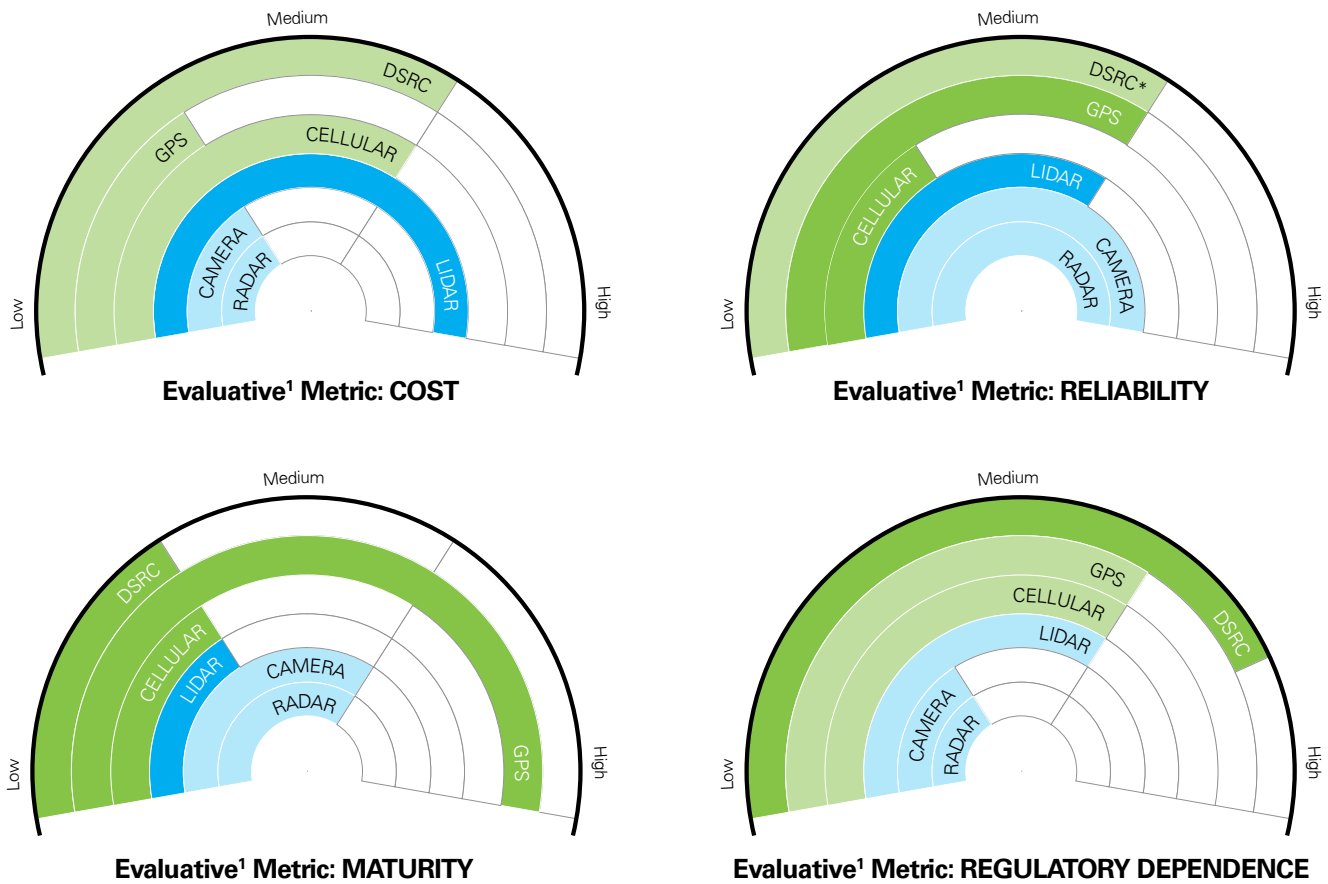 Medium
DSRC
GPS
CELLULAR
LIDAR
CAMERA
RADAR
Low
High
Evaluative¹ Metric: COST
Medium
DSRC*
GPS
CELLULAR
LIDAR
CAMERA
RADAR
Low
High
Evaluative¹ Metric: RELIABILITY
Medium
DSRC
GPS
CELLULAR
LIDAR
CAMERA
RADAR
Low
High
Evaluative¹ Metric: MATURITY
Medium
DSRC
GPS
CELLULAR
LIDAR
CAMERA
RADAR
Low
High
Evaluative¹ Metric: REGULATORY DEPENDENCE